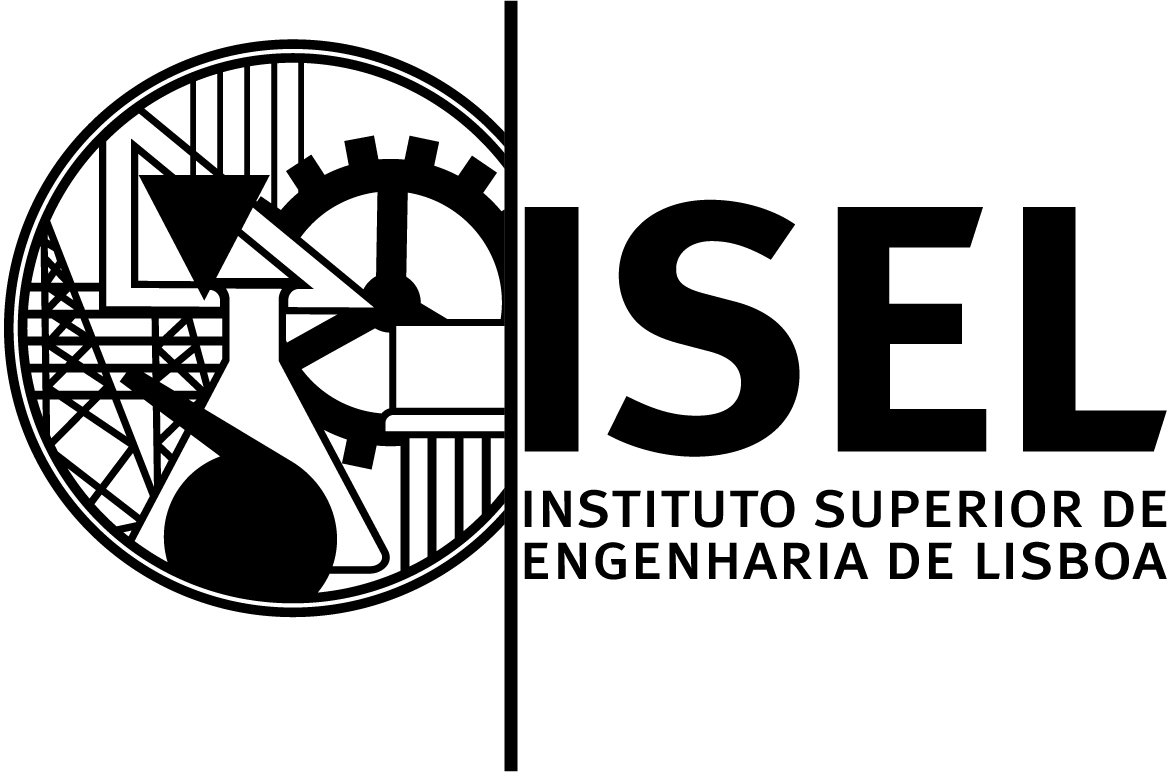 ISEL
INSTITUTO SUPERIOR DE
ENGENHARIA DE LISBOA